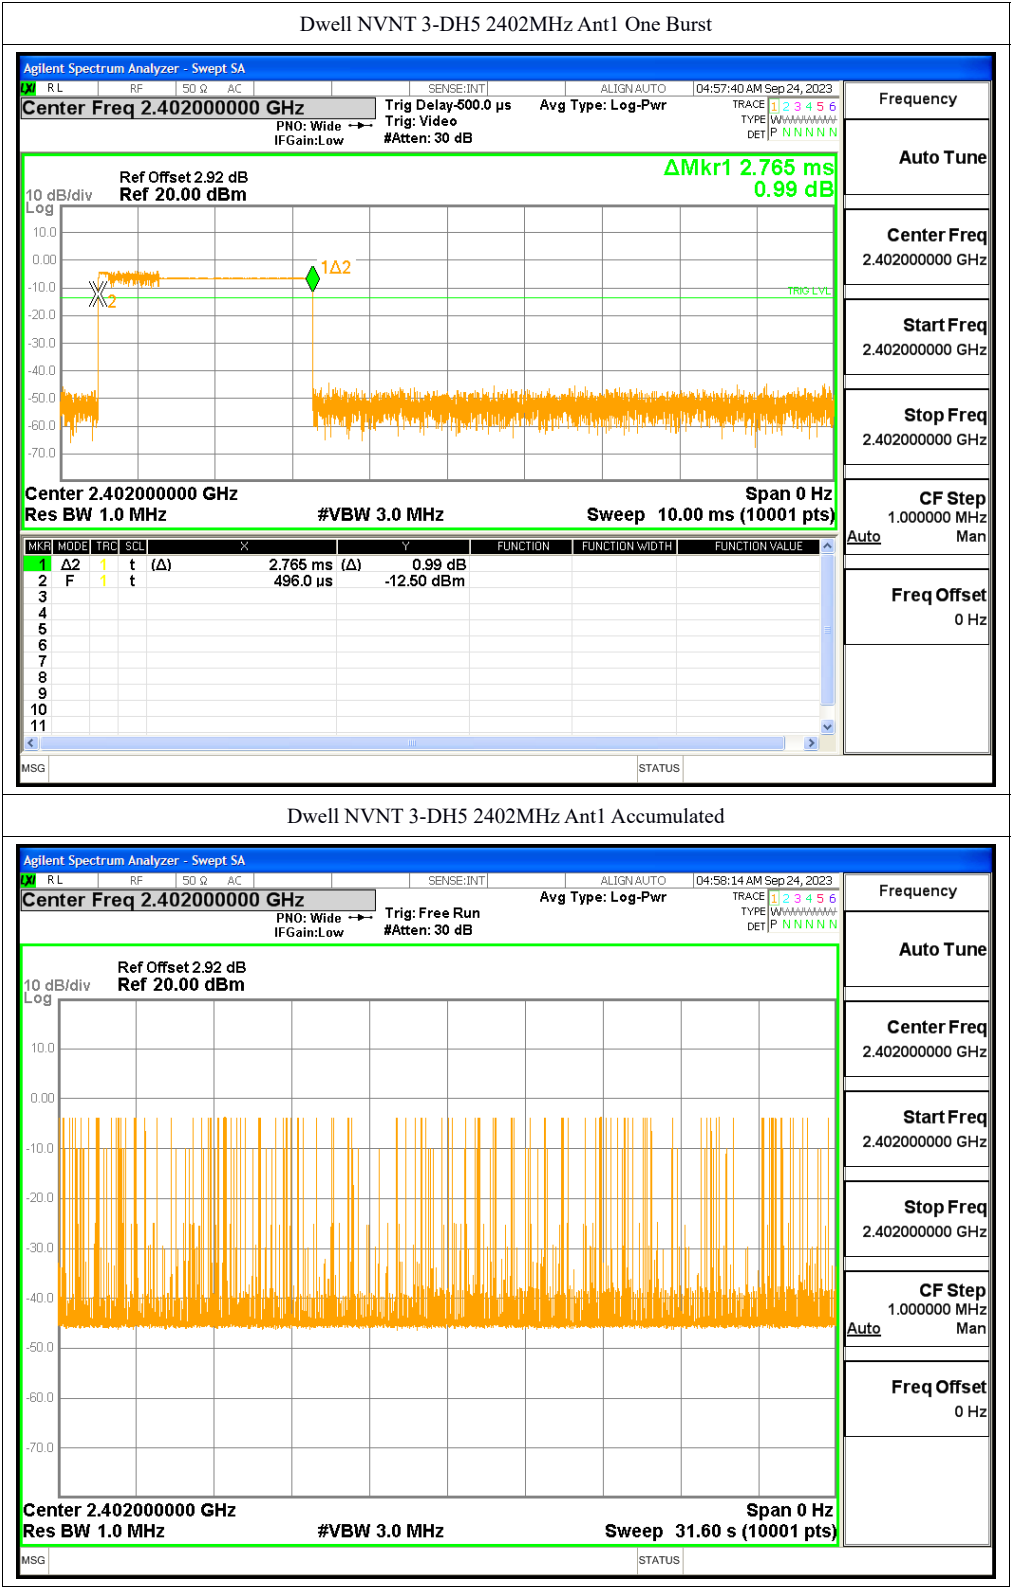 Dwell NVNT 3-DH5 2402MHz Ant1 One Burst
Agilent Spectrum Analyzer - Swept SA
LXI RL RF 50 Ω AC SENSE:INT ALIGN AUTO 04:57:40 AM Sep 24, 2023
Center Freq 2.402000000 GHz
Trig Delay-500.0 µs Avg Type: Log-Pwr TRACE 1 2 3 4 5 6
PNO: Wide Trig: Video TYPE WWWWWW
IFGain:Low #Atten: 30 dB DET P N N N N N
ΔMkr1 2.765 ms
0.99 dB
Ref Offset 2.92 dB
10 dB/div Ref 20.00 dBm
Log
10.0
0.00
-10.0
-20.0
-30.0
-40.0
-50.0
-60.0
-70.0
1Δ2
2
TRIG LVL
Center 2.402000000 GHz Span 0 Hz
Res BW 1.0 MHz #VBW 3.0 MHz Sweep 10.00 ms (10001 pts)
MKR MODE TRC SCL X Y FUNCTION FUNCTION WIDTH FUNCTION VALUE
1 Δ2 1 t (Δ) 2.765 ms (Δ) 0.99 dB
2 F 1 t 496.0 µs -12.50 dBm
3
4
5
6
7
8
9
10
11
MSG STATUS
Frequency
Auto Tune
Center Freq
2.402000000 GHz
Start Freq
2.402000000 GHz
Stop Freq
2.402000000 GHz
CF Step
1.000000 MHz
Auto Man
Freq Offset
0 Hz
Dwell NVNT 3-DH5 2402MHz Ant1 Accumulated
Agilent Spectrum Analyzer - Swept SA
LXI RL RF 50 Ω AC SENSE:INT ALIGN AUTO 04:58:14 AM Sep 24, 2023
Center Freq 2.402000000 GHz
Avg Type: Log-Pwr TRACE 1 2 3 4 5 6
PNO: Wide Trig: Free Run TYPE WWWWWW
IFGain:Low #Atten: 30 dB DET P N N N N N
Ref Offset 2.92 dB
10 dB/div Ref 20.00 dBm
Log
10.0
0.00
-10.0
-20.0
-30.0
-40.0
-50.0
-60.0
-70.0
Center 2.402000000 GHz Span 0 Hz
Res BW 1.0 MHz #VBW 3.0 MHz Sweep 31.60 s (10001 pts)
MSG STATUS
Frequency
Auto Tune
Center Freq
2.402000000 GHz
Start Freq
2.402000000 GHz
Stop Freq
2.402000000 GHz
CF Step
1.000000 MHz
Auto Man
Freq Offset
0 Hz